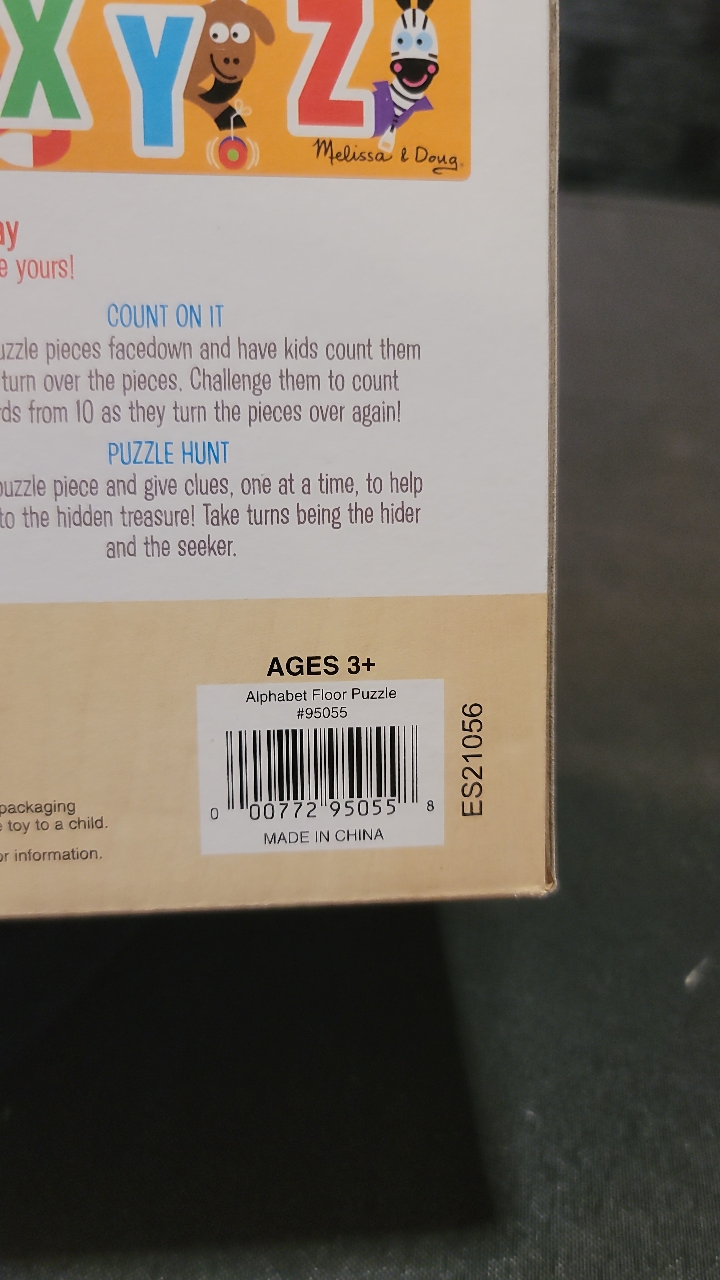 X Y Z
Melissa & Doug
yours!
COUNT ON IT
pieces facedown and have kids count them
turn over the pieces. Challenge them to count
from 10 as they turn the pieces over again!
PUZZLE HUNT
puzzle piece and give clues, one at a time, to help
to the hidden treasure! Take turns being the hider
and the seeker.
AGES 3+
Alphabet Floor Puzzle
#95055
ES21056
0 00772 95055 8
MADE IN CHINA
packaging
toy to a child.
information.